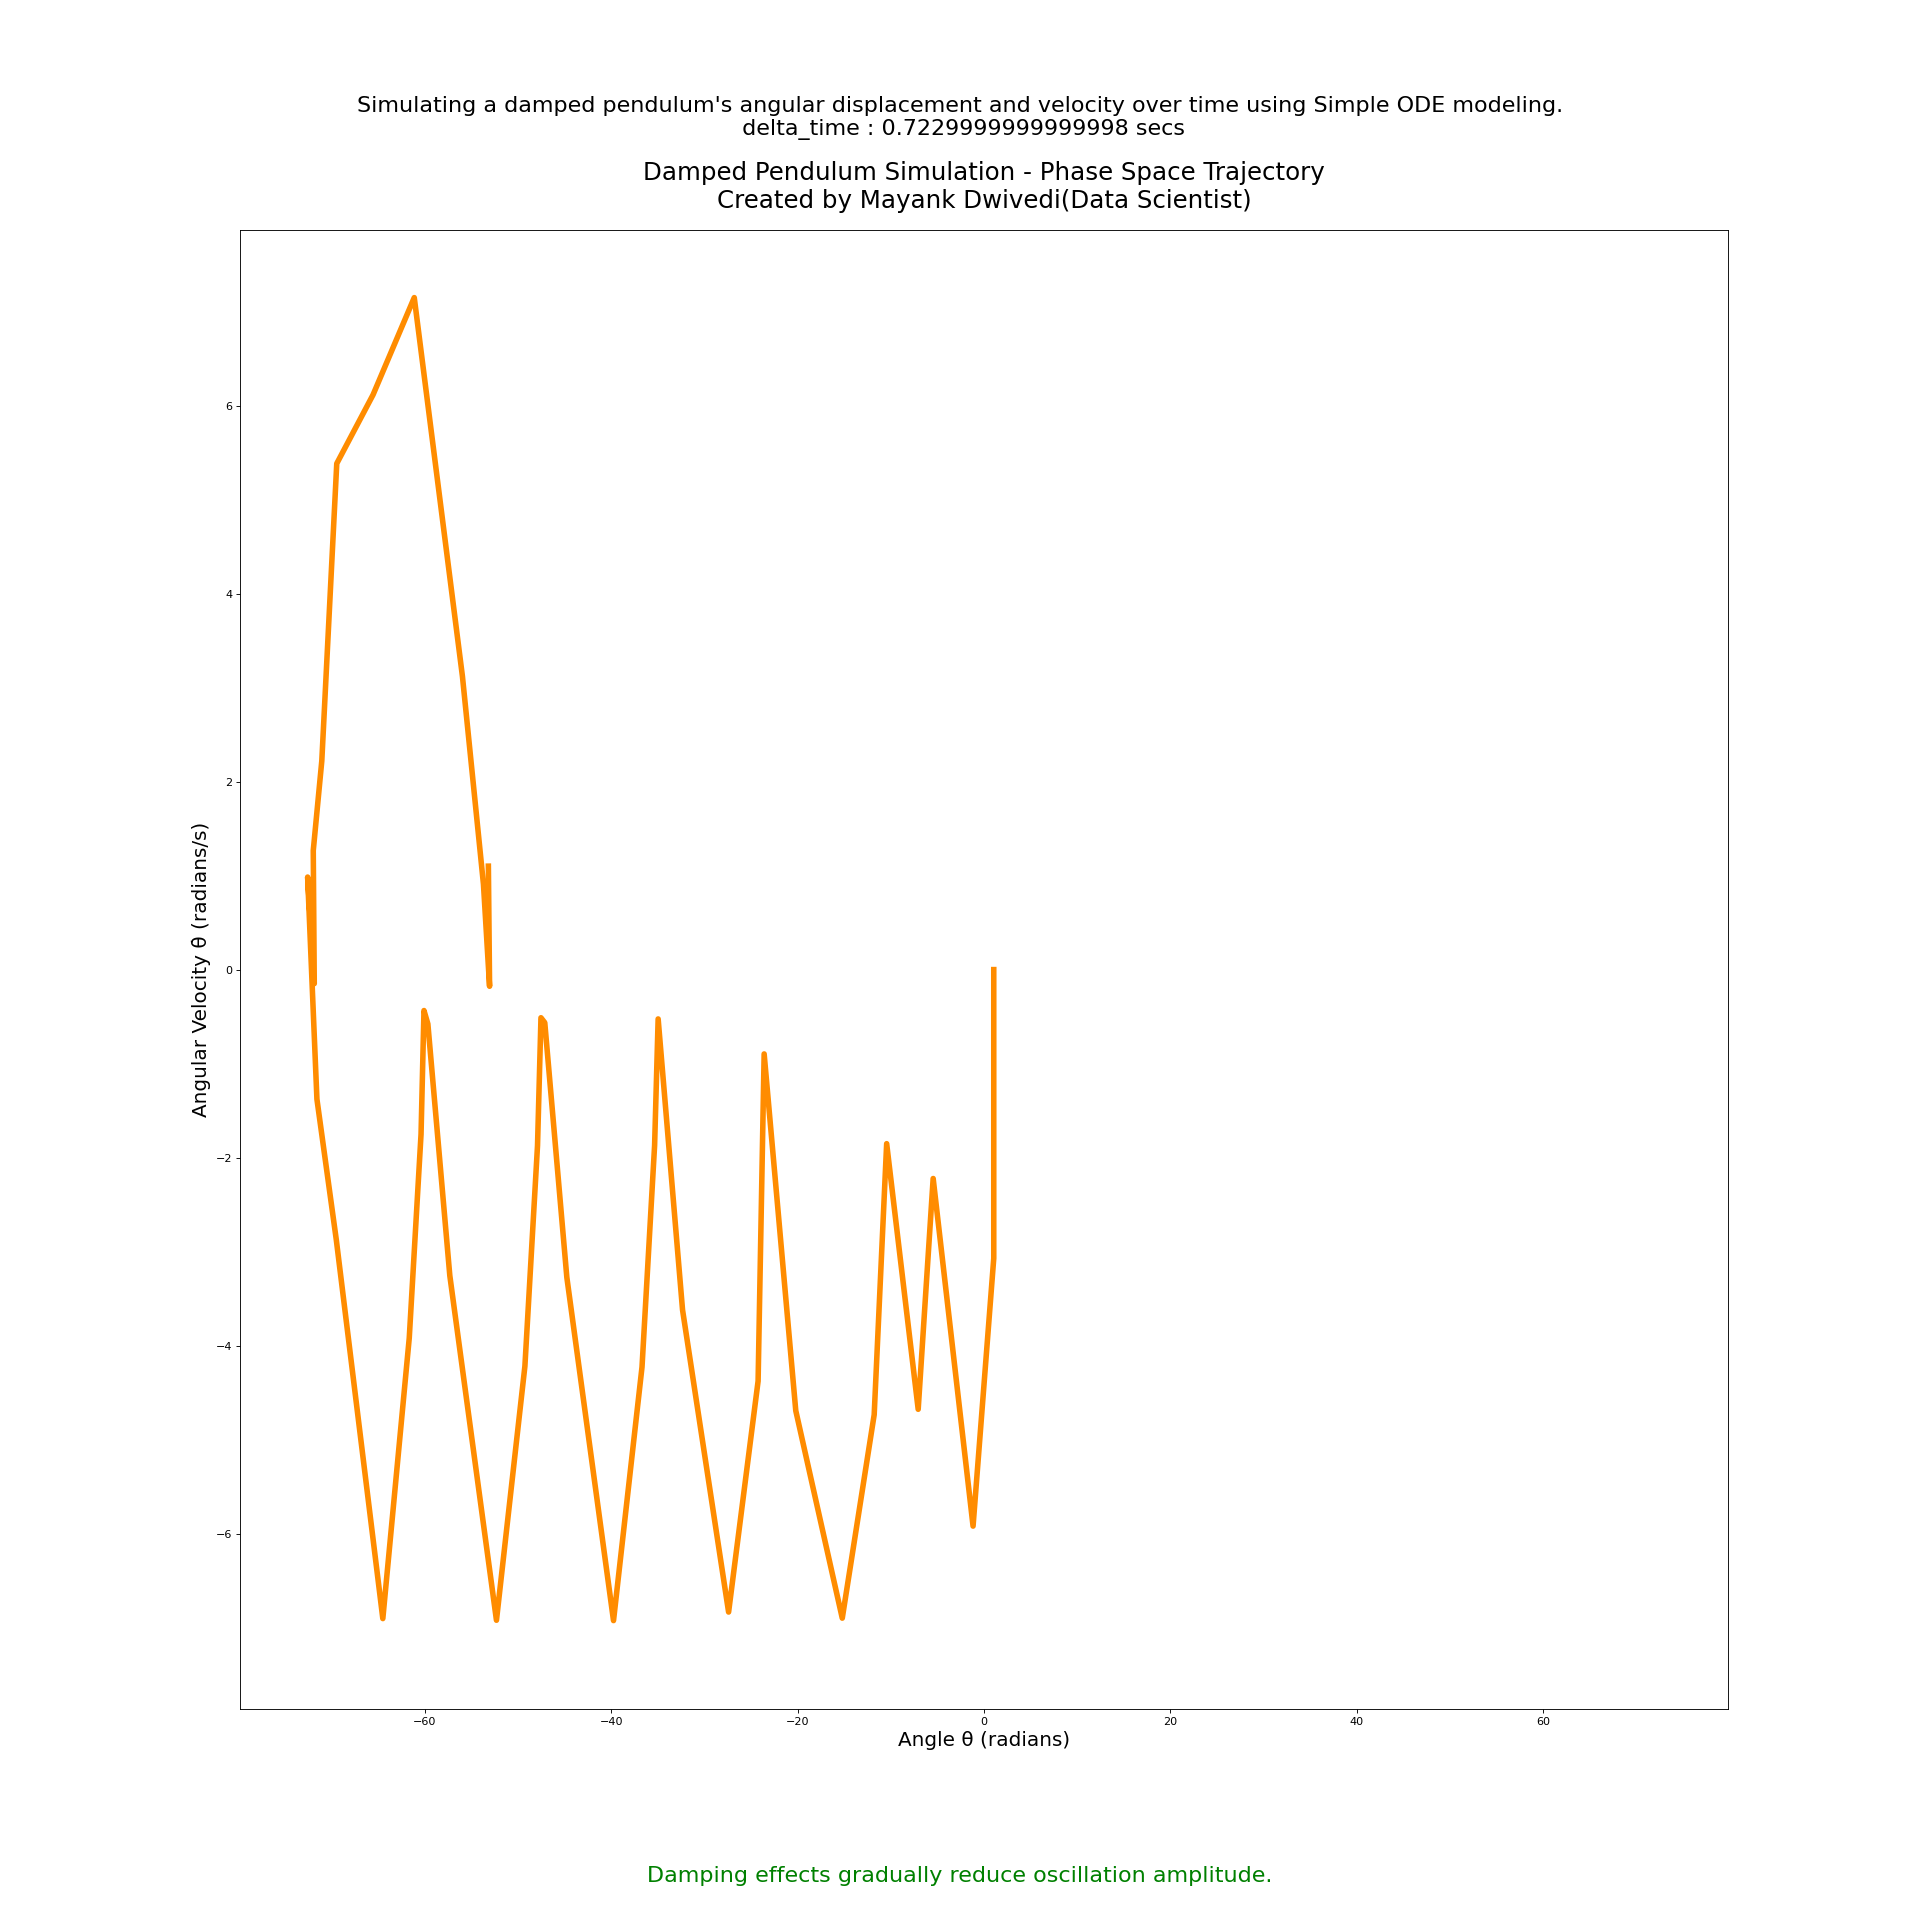 Simulating a damped pendulum's angular displacement and velocity over time using Simple ODE modeling.
delta_time : 0.7229999999999998 secs
Damped Pendulum Simulation - Phase Space Trajectory
Created by Mayank Dwivedi(Data Scientist)
Angular Velocity θ (radians/s)
6
4
2
0
−2
−4
−6
−60
−40
−20
0
20
40
60
Angle θ (radians)
Damping effects gradually reduce oscillation amplitude.